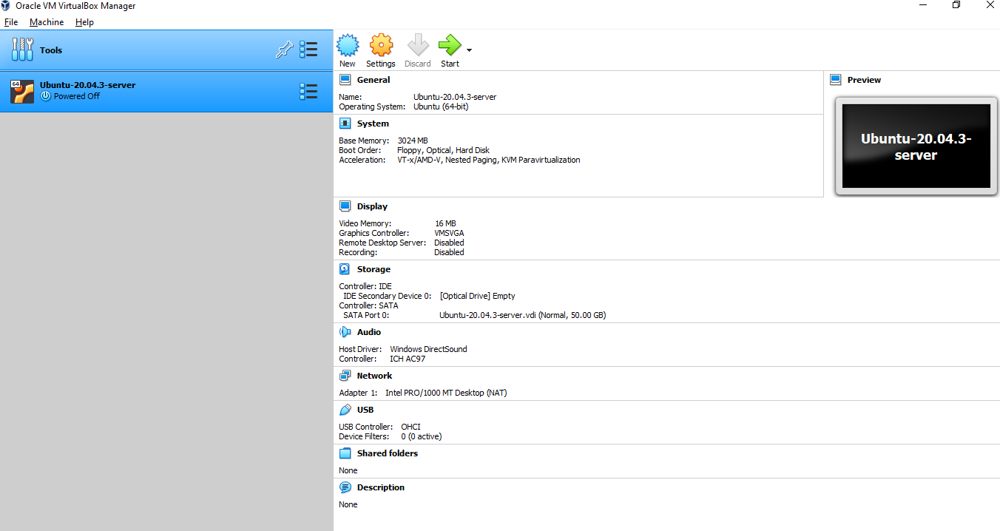 Oracle VM VirtualBox Manager
File Machine Help
Tools
64
Ubuntu-20.04.3-server
Powered Off
New Settings Discard Start
General
Name: Ubuntu-20.04.3-server
Operating System: Ubuntu (64-bit)
System
Base Memory: 3024 MB
Boot Order: Floppy, Optical, Hard Disk
Acceleration: VT-x/AMD-V, Nested Paging, KVM Paravirtualization
Preview
Ubuntu-20.04.3-
server
Display
Video Memory: 16 MB
Graphics Controller: VMSVGA
Remote Desktop Server: Disabled
Recording: Disabled
Storage
Controller: IDE
IDE Secondary Device 0: [Optical Drive] Empty
Controller: SATA
SATA Port 0: Ubuntu-20.04.3-server.vdi (Normal, 50.00 GB)
Audio
Host Driver: Windows DirectSound
Controller: ICH AC97
Network
Adapter 1: Intel PRO/1000 MT Desktop (NAT)
USB
USB Controller: OHCI
Device Filters: 0 (0 active)
Shared folders
None
Description
None